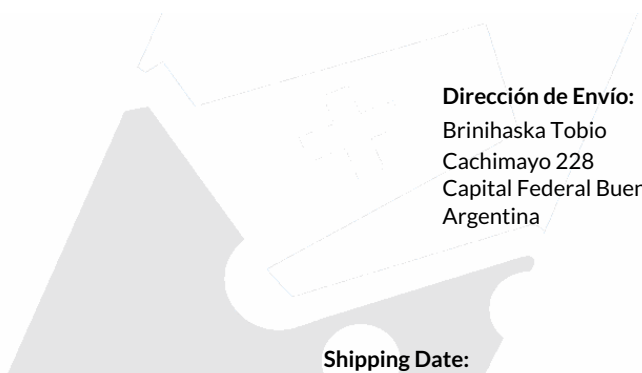 Dirección de Envío:
Brinihaska Tobio
Cachimayo 228
Capital Federal Buen
Argentina
Shipping Date: